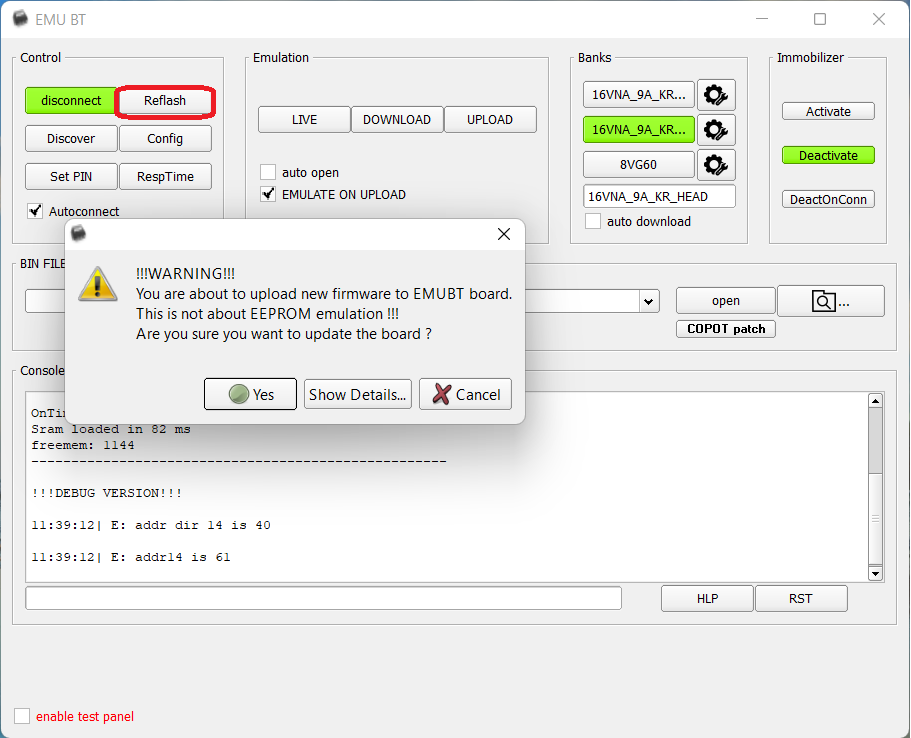 EMU BT
Control
Emulation
Banks
Immobilizer
disconnect
Reflash
Discover
Config
Set PIN
RespTime
Autoconnect
LIVE
DOWNLOAD
UPLOAD
auto open
EMULATE ON UPLOAD
16VNA_9A_KR...
16VNA_9A_KR...
8VG60
16VNA_9A_KR_HEAD
auto download
Activate
Deactivate
DeactOnConn
BIN FILE
open
...
COPOT patch
!!!WARNING!!!
You are about to upload new firmware to EMUBT board.
This is not about EEPROM emulation !!!
Are you sure you want to update the board ?
Yes
Show Details...
Cancel
Console
Sram loaded in 82 ms
freemem: 1144
----------------------------------------------------
!!!DEBUG VERSION!!!
11:39:12| E: addr dir 14 is 40
11:39:12| E: addr14 is 61
HLP
RST
enable test panel